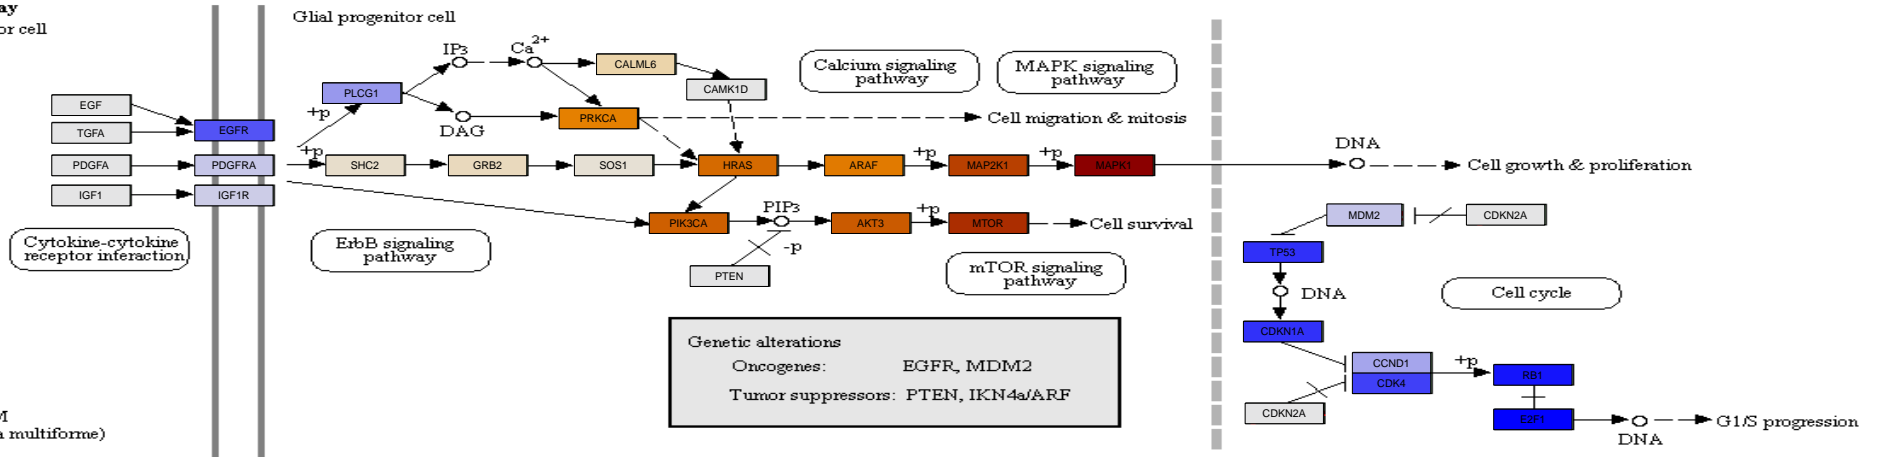 ay
or cell
Glial progenitor cell
IP3
Ca2+
CALML6
Calcium signaling
pathway
MAPK signaling
pathway
PLCG1
CAMK1D
EGF
+p
PRKCA
Cell migration & mitosis
DAG
TGFA
EGFR
DNA
PDGFA
PDGFRA
+p
SHC2
GRB2
SOS1
HRAS
ARAF
+p
MAP2K1
+p
MAPK1
Cell growth & proliferation
IGF1
IGF1R
PIP3
MDM2
CDKN2A
PIK3CA
AKT3
+p
MTOR
Cell survival
Cytokine-cytokine
receptor interaction
ErbB signaling
pathway
-p
TP53
PTEN
mTOR signaling
pathway
DNA
Cell cycle
CDKN1A
Genetic alterations
Oncogenes: EGFR, MDM2
Tumor suppressors: PTEN, IKN4a/ARF
CCND1
+p
CDK4
RB1
CDKN2A
E2F1
G1/S progression
DNA
M
a multiforme)